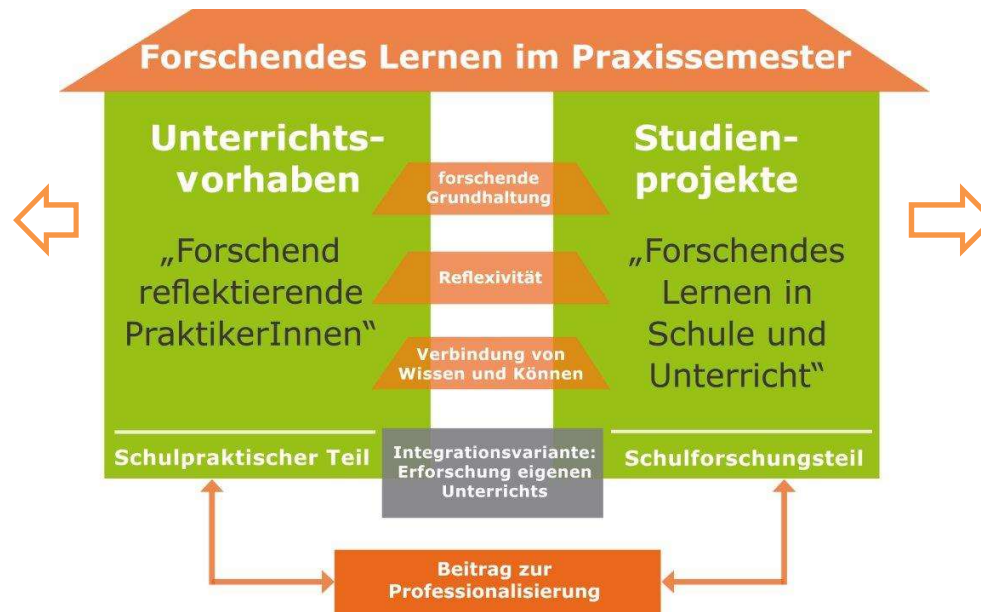 Forschendes Lernen im Praxissemester
Unterrichts-
vorhaben
„Forschend
reflektierende
PraktikerInnen“
Schulpraktischer Teil
forschende
Grundhaltung
Reflexivität
Verbindung von
Wissen und Können
Integrationsvariante:
Erforschung eigenen
Unterrichts
Studien-
projekte
„Forschendes
Lernen in
Schule und
Unterricht“
Schulforschungsteil
Beitrag zur
Professionalisierung